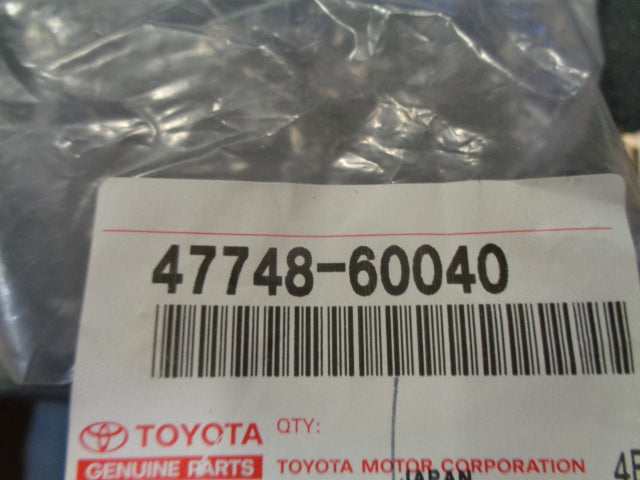 47748-60040
TOYOTA QTY:
GENUINE PARTS TOYOTA MOTOR CORPORATION
JAPAN